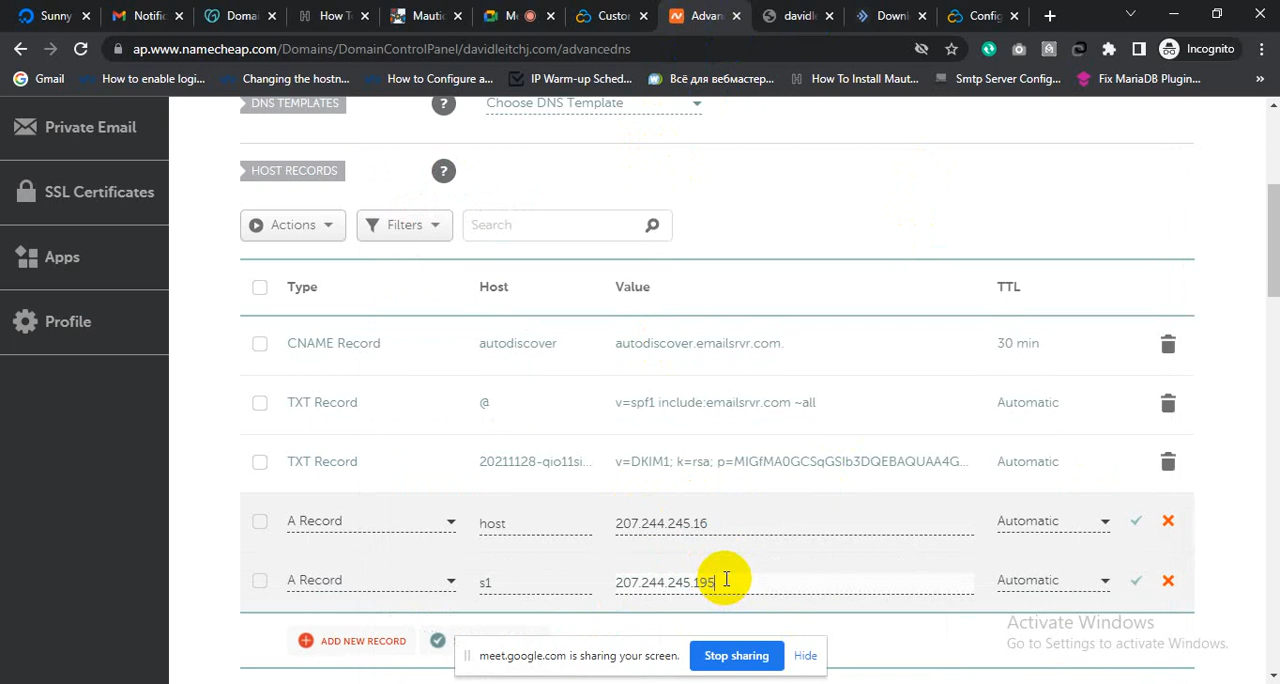 Sunny
Notific
Domai
How To
Mautic
Me
Custo
Advan
davidl
Downl
Config
ap.www.namecheap.com/Domains/DomainControlPanel/davidleitchj.com/advancedns
Incognito
Gmail
How to enable logi...
Changing the hostn...
How to Configure a...
IP Warm-up Sched...
Всё для вебмастер...
How To Install Maut...
Smtp Server Config...
Fix MariaDB Plugin...
»
DNS TEMPLATES
?
Choose DNS Template
Private Email
HOST RECORDS
?
SSL Certificates
Actions
Filters
Search
Apps
Type
Host
Value
TTL
Profile
CNAME Record
autodiscover
autodiscover.emailsrvr.com.
30 min
TXT Record
@
v=spf1 include:emailsrvr.com ~all
Automatic
TXT Record
20211128-qio11si...
v=DKIM1; k=rsa; p=MIGfMA0GCSqGSIb3DQEBAQUAA4G...
Automatic
A Record
host
207.244.245.16
Automatic
A Record
s1
207.244.245.195
Automatic
Activate Windows
Go to Settings to activate Windows.
ADD NEW RECORD
meet.google.com is sharing your screen.
Stop sharing
Hide